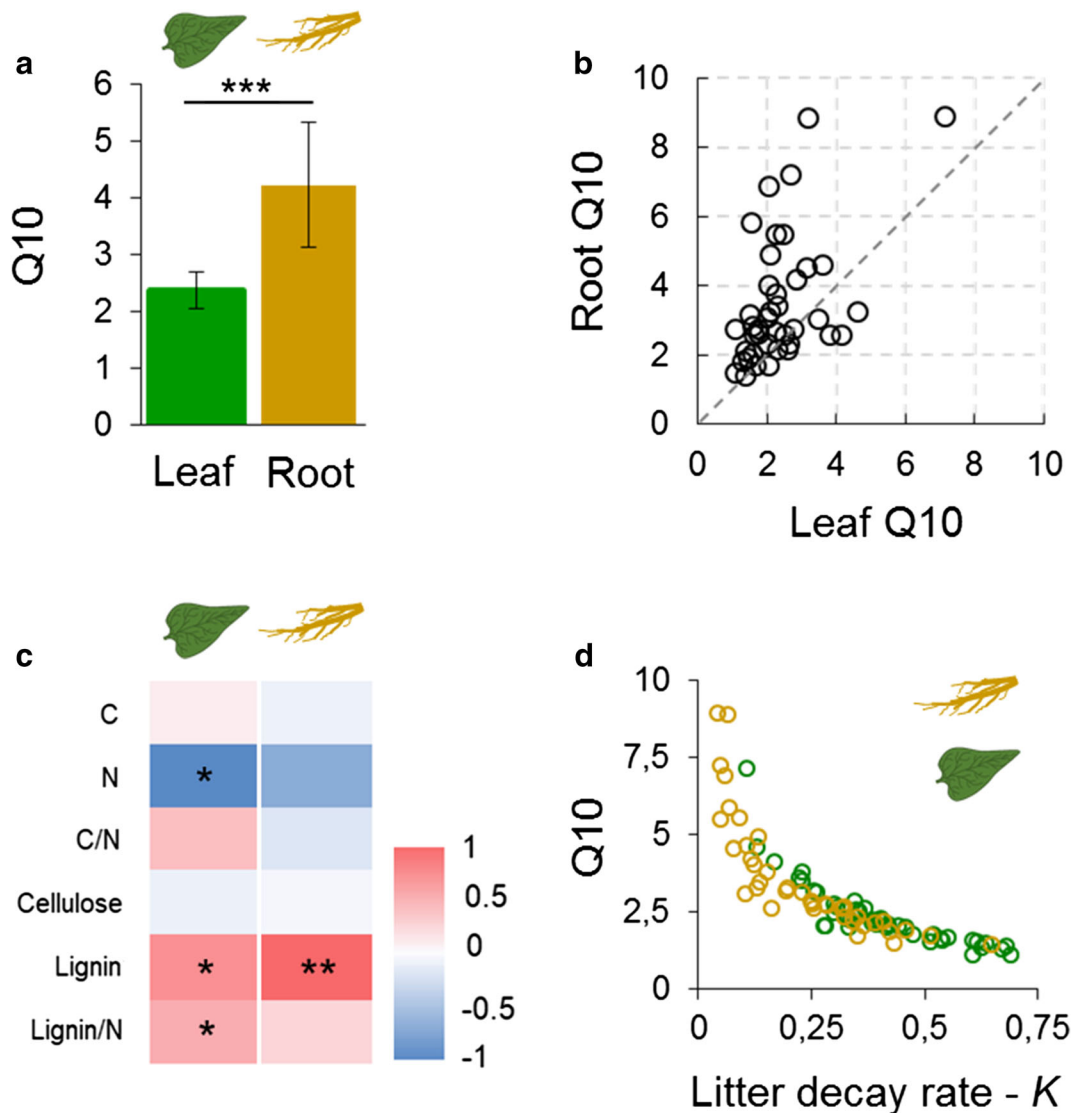 a
***
6
5
4
3
2
1
0
Q10
Leaf Root
b
10
8
6
4
2
0
Root Q10
0 2 4 6 8 10
Leaf Q10
c
C
N *
C/N
Cellulose
Lignin * **
Lignin/N *
1
0.5
0
-0.5
-1
d
10
7,5
5
2,5
0
Q10
0 0,25 0,5 0,75
Litter decay rate - K